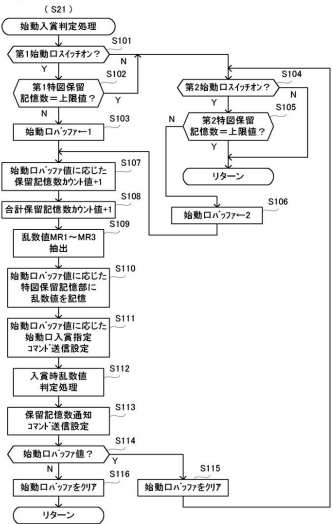 (S21)
始動入賞判定処理
S101
第1始動口スイッチオン?
N
Y
S102
第1特図保留
記憶数=上限値?
Y
N
S103
始動口バッファ←1
S104
第2始動口スイッチオン?
N
Y
S105
第2特図保留
記憶数=上限値?
N
Y
リターン
S106
始動口バッファ←2
S107
始動口バッファ値に応じた
保留記憶数カウント値+1
S108
合計保留記憶数カウント値+1
S109
乱数値MR1~MR3
抽出
S110
始動口バッファ値に応じた
特図保留記憶部に
乱数値を記憶
S111
始動口バッファ値に応じた
始動口入賞指定
コマンド送信設定
S112
入賞時乱数値
判定処理
S113
保留記憶数通知
コマンド送信設定
S114
始動口バッファ値?
Y
N
S116
始動口バッファをクリア
S115
始動口バッファをクリア
リターン